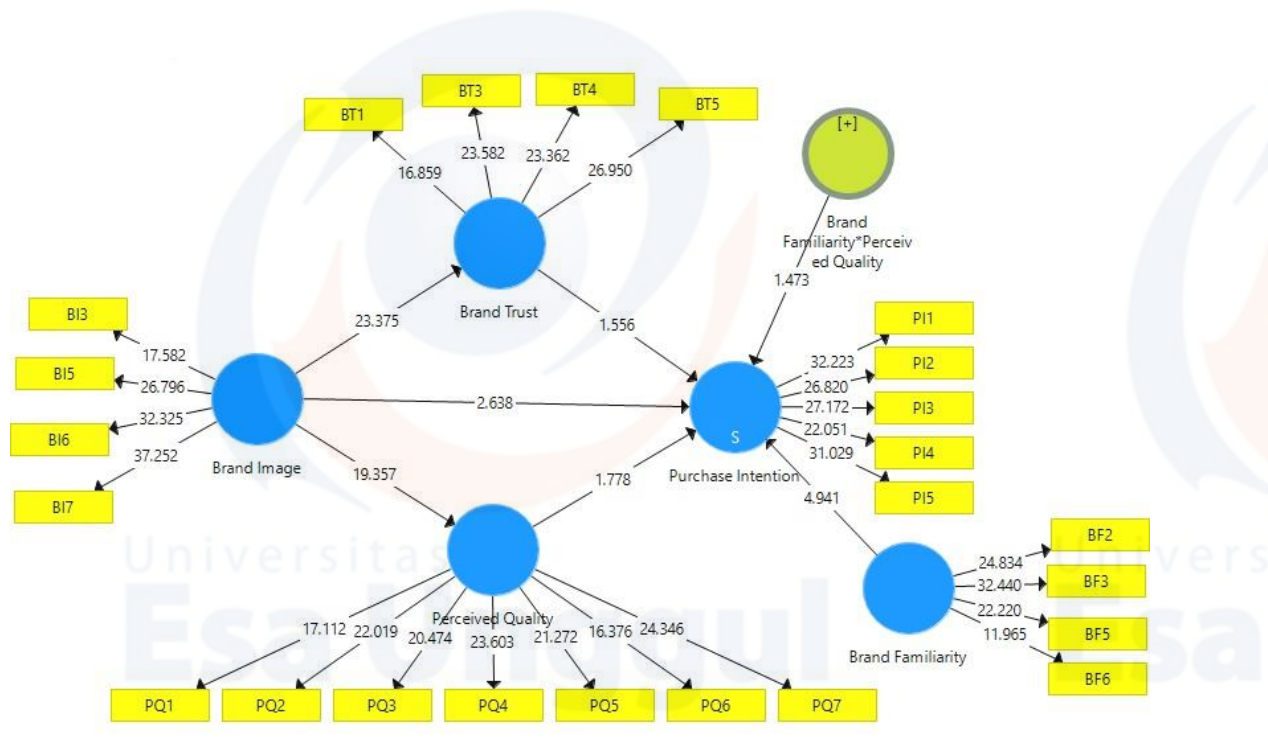 BT1
BT3
BT4
BT5
16.859
23.582
23.362
26.950
[+]
Brand
Familiarity*Perceiv
ed Quality
1.473
Brand Trust
23.375
1.556
BI3
BI5
BI6
BI7
17.582
26.796
32.325
37.252
Brand Image
2.638
19.357
1.778
S
Purchase Intention
PI1
PI2
PI3
PI4
PI5
32.223
26.820
27.172
22.051
31.029
4.941
Perceived Quality
17.112
22.019
20.474
23.603
21.272
16.376
24.346
PQ1
PQ2
PQ3
PQ4
PQ5
PQ6
PQ7
Brand Familiarity
24.834
32.440
22.220
11.965
BF2
BF3
BF5
BF6
Universitas
Esa Unggul
Univers
Esa